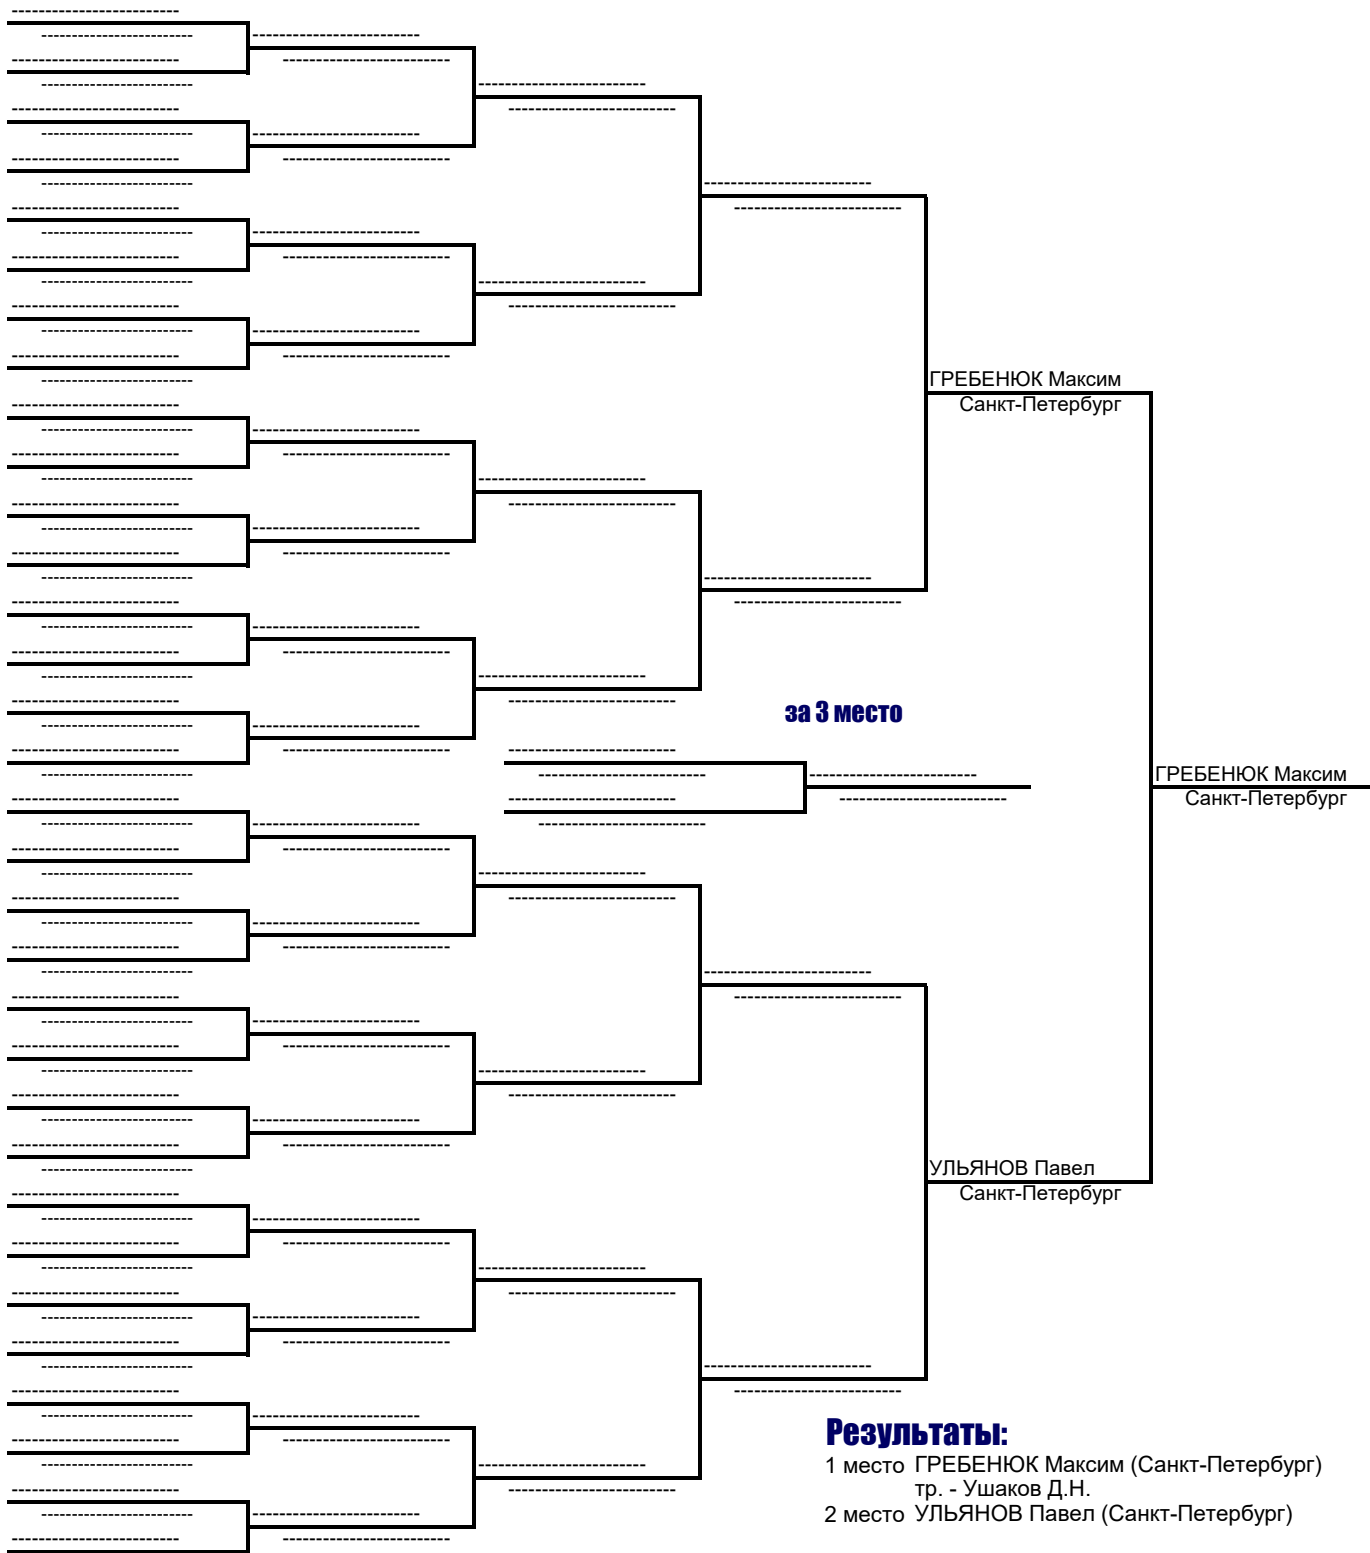 ГРЕБЕНЮК Максим
Санкт-Петербург
за 3 место
ГРЕБЕНЮК Максим
Санкт-Петербург
УЛЬЯНОВ Павел
Санкт-Петербург
Результаты:
1 место ГРЕБЕНЮК Максим (Санкт-Петербург)
тр. - Ушаков Д.Н.
2 место УЛЬЯНОВ Павел (Санкт-Петербург)